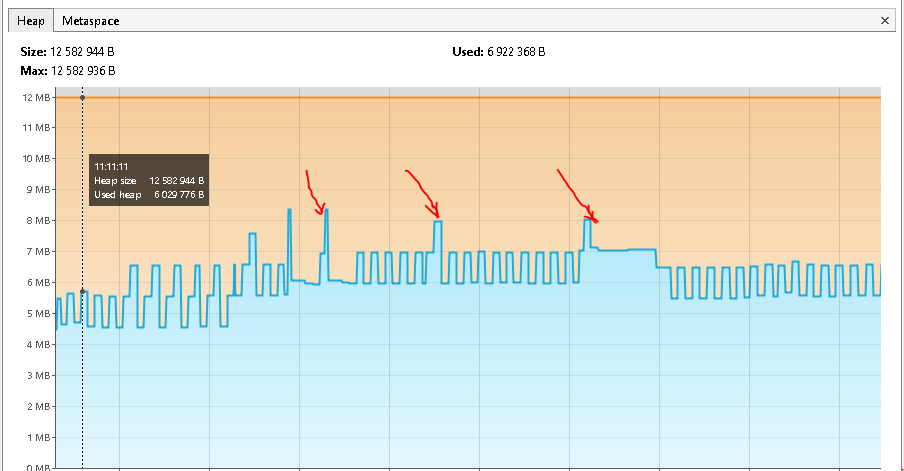 Heap Metaspace
Size: 12 582 944 B Used: 6 922 368 B
Max: 12 582 936 B
12 MB
11 MB
10 MB
11:11:11
Heap size 12 582 944 B
Used heap 6 029 776 B
9 MB
8 MB
7 MB
6 MB
5 MB
4 MB
3 MB
2 MB
1 MB
0 MB